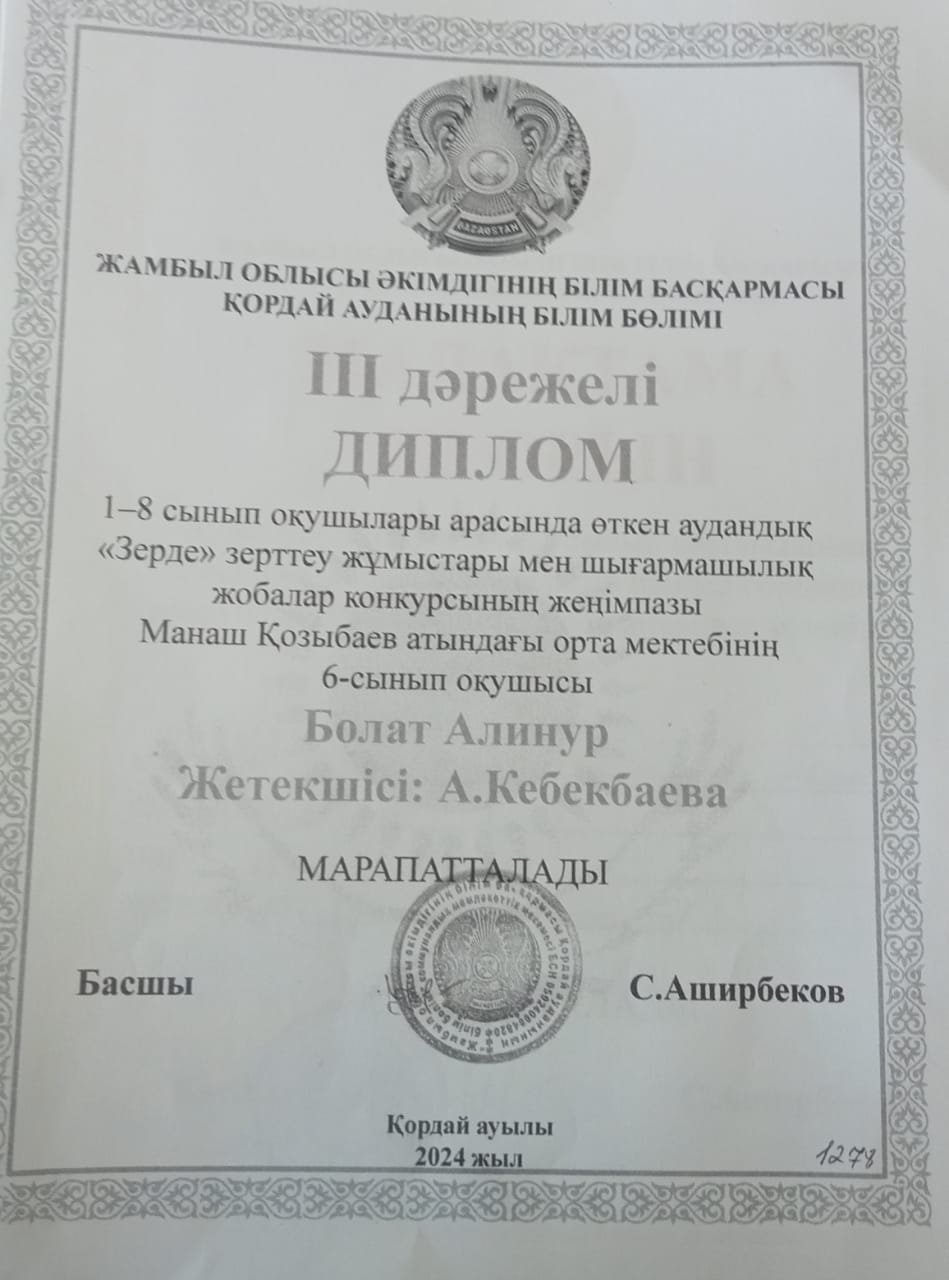 QAZAQSTAN
ЖАМБЫЛ ОБЛЫСЫ ӘКІМДІГІНІҢ БІЛІМ БАСҚАРМАСЫ
ҚОРДАЙ АУДАНЫНЫҢ БІЛІМ БӨЛІМІ
ІІІ дәрежелі
ДИПЛОМ
1–8 сынып оқушылары арасында өткен аудандық
«Зерде» зерттеу жұмыстары мен шығармашылық
жобалар конкурсының жеңімпазы
Манаш Қозыбаев атындағы орта мектебінің
6-сынып оқушысы
Болат Алинур
Жетекшісі: А.Кебекбаева
МАРАПАТТАЛАДЫ
Басшы
С.Аширбеков
Қордай ауылы
2024 жыл
1278